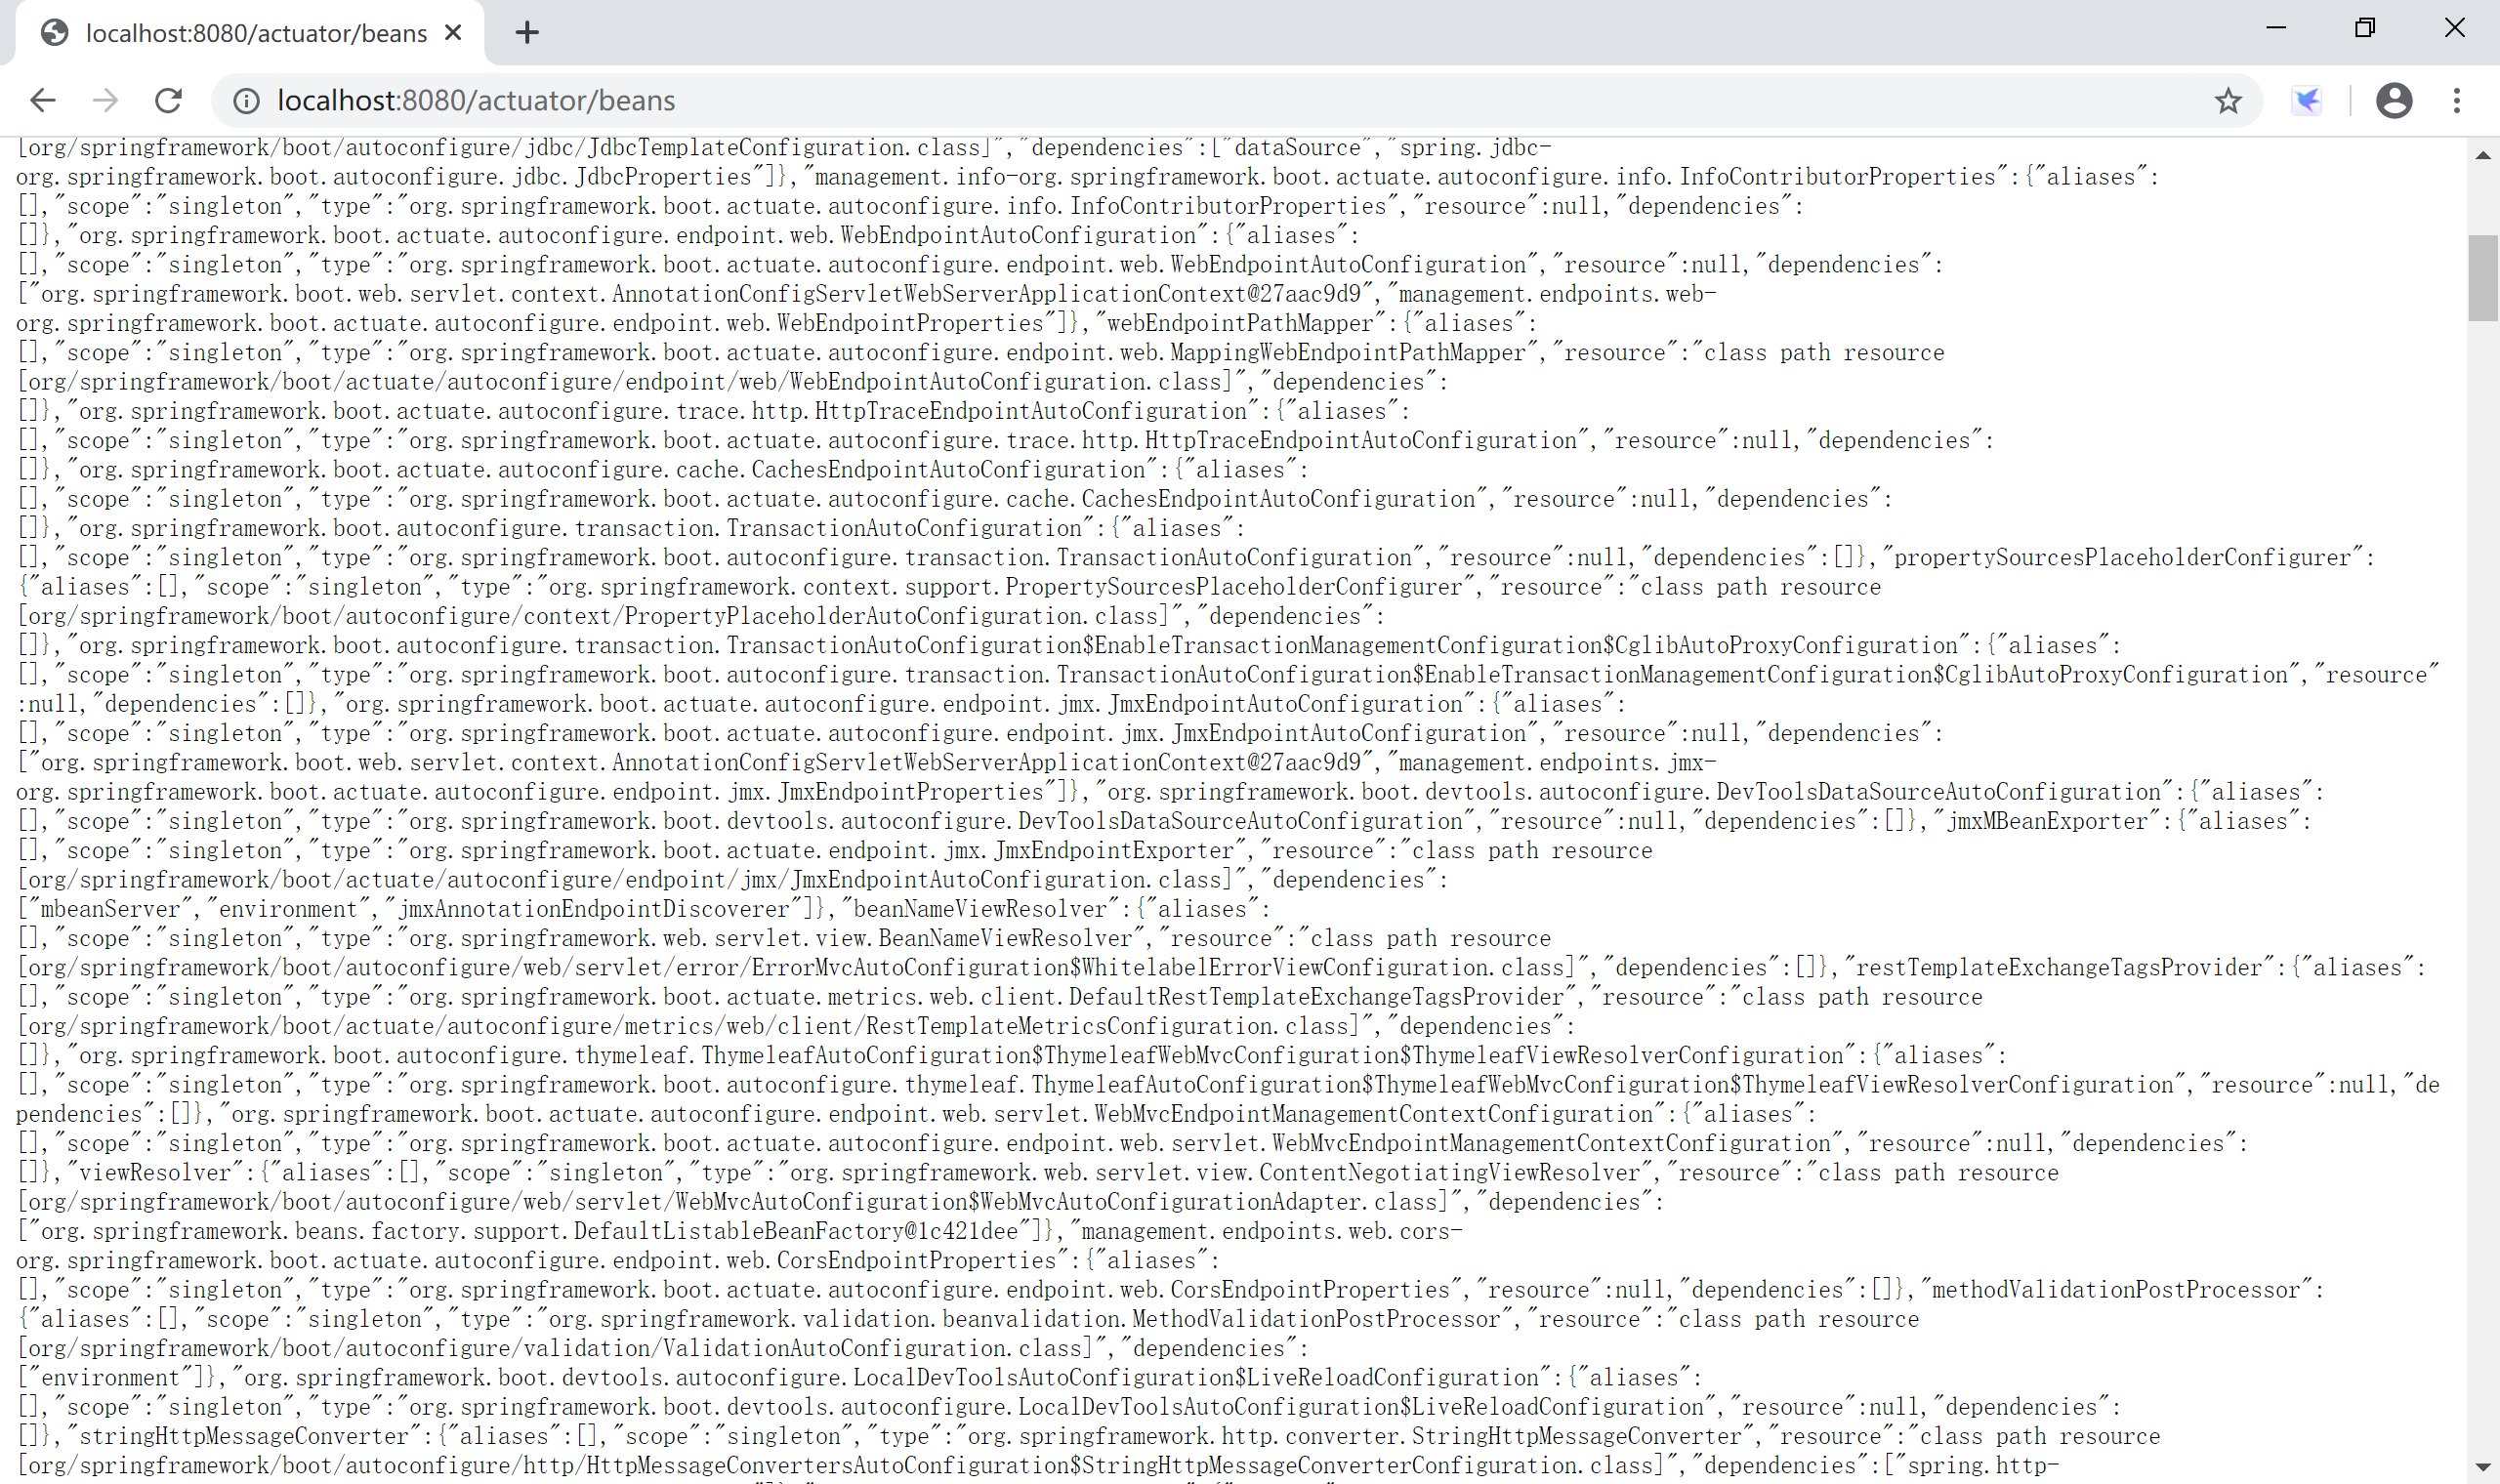 localhost:8080/actuator/beans
localhost:8080/actuator/beans
[org/springframework/boot/autoconfigure/jdbc/JdbcTemplateConfiguration.class]","dependencies":["dataSource","spring.jdbc-
org.springframework.boot.autoconfigure.jdbc.JdbcProperties"]},"management.info-org.springframework.boot.actuate.autoconfigure.info.InfoContributorProperties":{"aliases":
[],"scope":"singleton","type":"org.springframework.boot.actuate.autoconfigure.info.InfoContributorProperties","resource":null,"dependencies":
[]},"org.springframework.boot.actuate.autoconfigure.endpoint.web.WebEndpointAutoConfiguration":{"aliases":
[],"scope":"singleton","type":"org.springframework.boot.actuate.autoconfigure.endpoint.web.WebEndpointAutoConfiguration","resource":null,"dependencies":
["org.springframework.boot.web.servlet.context.AnnotationConfigServletWebServerApplicationContext@27aac9d9","management.endpoints.web-
org.springframework.boot.actuate.autoconfigure.endpoint.web.WebEndpointProperties"]},"webEndpointPathMapper":{"aliases":
[],"scope":"singleton","type":"org.springframework.boot.actuate.autoconfigure.endpoint.web.MappingWebEndpointPathMapper","resource":"class path resource
[org/springframework/boot/actuate/autoconfigure/endpoint/web/WebEndpointAutoConfiguration.class]","dependencies":
[]},"org.springframework.boot.actuate.autoconfigure.trace.http.HttpTraceEndpointAutoConfiguration":{"aliases":
[],"scope":"singleton","type":"org.springframework.boot.actuate.autoconfigure.trace.http.HttpTraceEndpointAutoConfiguration","resource":null,"dependencies":
[]},"org.springframework.boot.actuate.autoconfigure.cache.CachesEndpointAutoConfiguration":{"aliases":
[],"scope":"singleton","type":"org.springframework.boot.actuate.autoconfigure.cache.CachesEndpointAutoConfiguration","resource":null,"dependencies":
[]},"org.springframework.boot.autoconfigure.transaction.TransactionAutoConfiguration":{"aliases":
[],"scope":"singleton","type":"org.springframework.boot.autoconfigure.transaction.TransactionAutoConfiguration","resource":null,"dependencies":[]},"propertySourcesPlaceholderConfigurer":
{"aliases":[],"scope":"singleton","type":"org.springframework.context.support.PropertySourcesPlaceholderConfigurer","resource":"class path resource
[org/springframework/boot/autoconfigure/context/PropertyPlaceholderAutoConfiguration.class]","dependencies":
[]},"org.springframework.boot.autoconfigure.transaction.TransactionAutoConfiguration$EnableTransactionManagementConfiguration$CglibAutoProxyConfiguration":{"aliases":
[],"scope":"singleton","type":"org.springframework.boot.autoconfigure.transaction.TransactionAutoConfiguration$EnableTransactionManagementConfiguration$CglibAutoProxyConfiguration","resource"
:null,"dependencies":[]},"org.springframework.boot.actuate.autoconfigure.endpoint.jmx.JmxEndpointAutoConfiguration":{"aliases":
[],"scope":"singleton","type":"org.springframework.boot.actuate.autoconfigure.endpoint.jmx.JmxEndpointAutoConfiguration","resource":null,"dependencies":
["org.springframework.boot.web.servlet.context.AnnotationConfigServletWebServerApplicationContext@27aac9d9","management.endpoints.jmx-
org.springframework.boot.actuate.autoconfigure.endpoint.jmx.JmxEndpointProperties"]},"org.springframework.boot.devtools.autoconfigure.DevToolsDataSourceAutoConfiguration":{"aliases":
[],"scope":"singleton","type":"org.springframework.boot.devtools.autoconfigure.DevToolsDataSourceAutoConfiguration","resource":null,"dependencies":[]},"jmxMBeanExporter":{"aliases":
[],"scope":"singleton","type":"org.springframework.boot.actuate.endpoint.jmx.JmxEndpointExporter","resource":"class path resource
[org/springframework/boot/actuate/autoconfigure/endpoint/jmx/JmxEndpointAutoConfiguration.class]","dependencies":
["mbeanServer","environment","jmxAnnotationEndpointDiscoverer"]},"beanNameViewResolver":{"aliases":
[],"scope":"singleton","type":"org.springframework.web.servlet.view.BeanNameViewResolver","resource":"class path resource
[org/springframework/boot/autoconfigure/web/servlet/error/ErrorMvcAutoConfiguration$WhitelabelErrorViewConfiguration.class]","dependencies":[]},"restTemplateExchangeTagsProvider":{"aliases":
[],"scope":"singleton","type":"org.springframework.boot.actuate.metrics.web.client.DefaultRestTemplateExchangeTagsProvider","resource":"class path resource
[org/springframework/boot/actuate/autoconfigure/metrics/web/client/RestTemplateMetricsConfiguration.class]","dependencies":
[]},"org.springframework.boot.autoconfigure.thymeleaf.ThymeleafAutoConfiguration$ThymeleafWebMvcConfiguration$ThymeleafViewResolverConfiguration":{"aliases":
[],"scope":"singleton","type":"org.springframework.boot.autoconfigure.thymeleaf.ThymeleafAutoConfiguration$ThymeleafWebMvcConfiguration$ThymeleafViewResolverConfiguration","resource":null,"de
pendencies":[]},"org.springframework.boot.actuate.autoconfigure.endpoint.web.servlet.WebMvcEndpointManagementContextConfiguration":{"aliases":
[],"scope":"singleton","type":"org.springframework.boot.actuate.autoconfigure.endpoint.web.servlet.WebMvcEndpointManagementContextConfiguration","resource":null,"dependencies":
[]},"viewResolver":{"aliases":[],"scope":"singleton","type":"org.springframework.web.servlet.view.ContentNegotiatingViewResolver","resource":"class path resource
[org/springframework/boot/autoconfigure/web/servlet/WebMvcAutoConfiguration$WebMvcAutoConfigurationAdapter.class]","dependencies":
["org.springframework.beans.factory.support.DefaultListableBeanFactory@1c421dee"]},"management.endpoints.web.cors-
org.springframework.boot.actuate.autoconfigure.endpoint.web.CorsEndpointProperties":{"aliases":
[],"scope":"singleton","type":"org.springframework.boot.actuate.autoconfigure.endpoint.web.CorsEndpointProperties","resource":null,"dependencies":[]},"methodValidationPostProcessor":
{"aliases":[],"scope":"singleton","type":"org.springframework.validation.beanvalidation.MethodValidationPostProcessor","resource":"class path resource
[org/springframework/boot/autoconfigure/validation/ValidationAutoConfiguration.class]","dependencies":
["environment"]},"org.springframework.boot.devtools.autoconfigure.LocalDevToolsAutoConfiguration$LiveReloadConfiguration":{"aliases":
[],"scope":"singleton","type":"org.springframework.boot.devtools.autoconfigure.LocalDevToolsAutoConfiguration$LiveReloadConfiguration","resource":null,"dependencies":
[]},"stringHttpMessageConverter":{"aliases":[],"scope":"singleton","type":"org.springframework.http.converter.StringHttpMessageConverter","resource":"class path resource
[org/springframework/boot/autoconfigure/http/HttpMessageConvertersAutoConfiguration$StringHttpMessageConverterConfiguration.class]","dependencies":["spring.http-